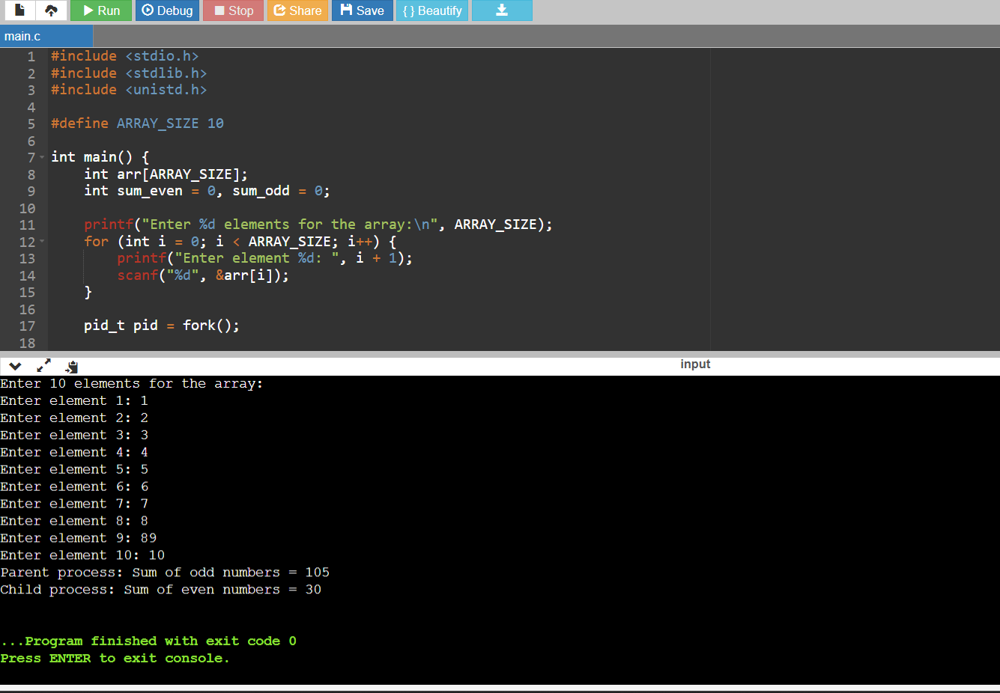 Run Debug Stop Share Save { } Beautify
main.c
1 #include <stdio.h>
2 #include <stdlib.h>
3 #include <unistd.h>
4
5 #define ARRAY_SIZE 10
6
7 int main() {
8     int arr[ARRAY_SIZE];
9     int sum_even = 0, sum_odd = 0;
10
11     printf("Enter %d elements for the array:\n", ARRAY_SIZE);
12     for (int i = 0; i < ARRAY_SIZE; i++) {
13         printf("Enter element %d: ", i + 1);
14         scanf("%d", &arr[i]);
15     }
16
17     pid_t pid = fork();
18
input
Enter 10 elements for the array:
Enter element 1: 1
Enter element 2: 2
Enter element 3: 3
Enter element 4: 4
Enter element 5: 5
Enter element 6: 6
Enter element 7: 7
Enter element 8: 8
Enter element 9: 89
Enter element 10: 10
Parent process: Sum of odd numbers = 105
Child process: Sum of even numbers = 30
...Program finished with exit code 0
Press ENTER to exit console.